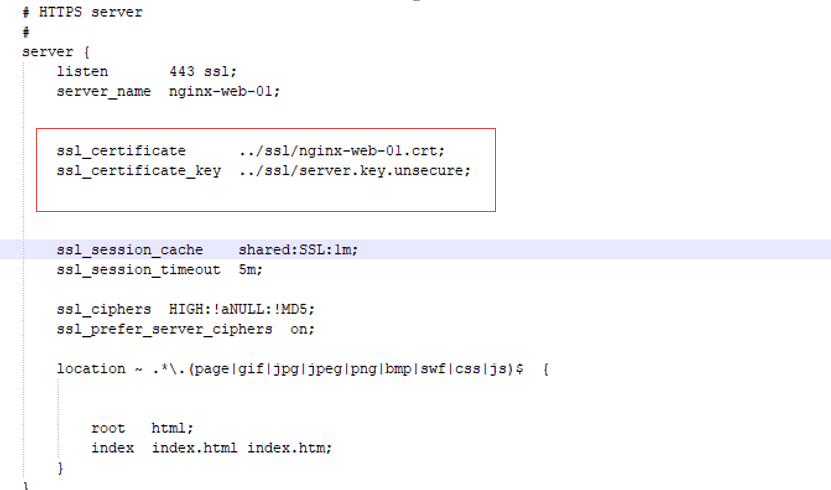 # HTTPS server
#
server {
listen 443 ssl;
server_name nginx-web-01;
ssl_certificate ../ssl/nginx-web-01.crt;
ssl_certificate_key ../ssl/server.key.unsecure;
ssl_session_cache shared:SSL:1m;
ssl_session_timeout 5m;
ssl_ciphers HIGH:!aNULL:!MD5;
ssl_prefer_server_ciphers on;
location ~ .*\.(page|gif|jpg|jpeg|png|bmp|swf|css|js)$ {
root html;
index index.html index.htm;
}
}